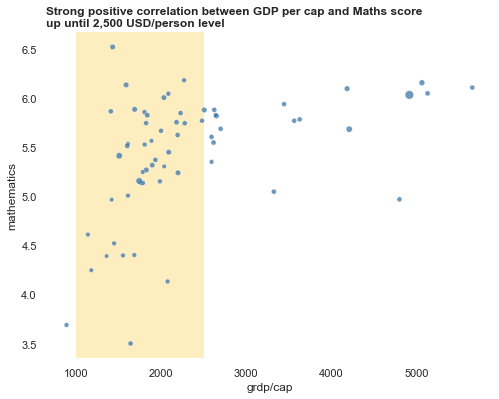 Strong positive correlation between GDP per cap and Maths score
up until 2,500 USD/person level
6.5
6.0
5.5
5.0
4.5
4.0
3.5
mathematics
1000 2000 3000 4000 5000
grdp/cap